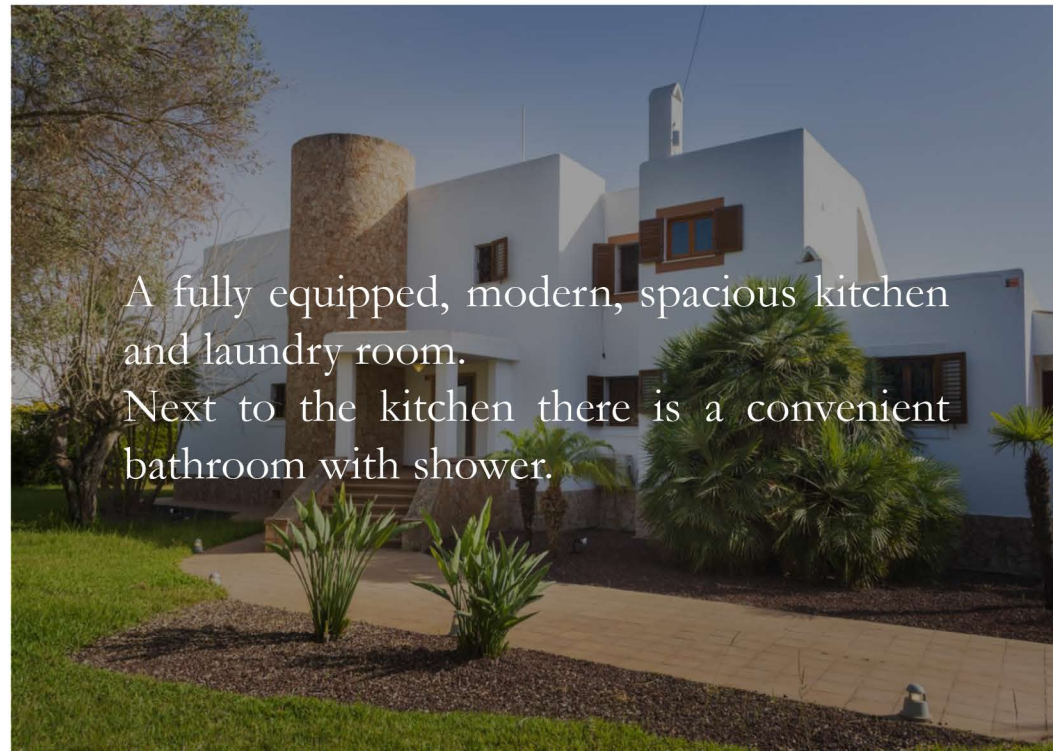 A fully equipped, modern, spacious kitchen
and laundry room.
Next to the kitchen there is a convenient
bathroom with shower.